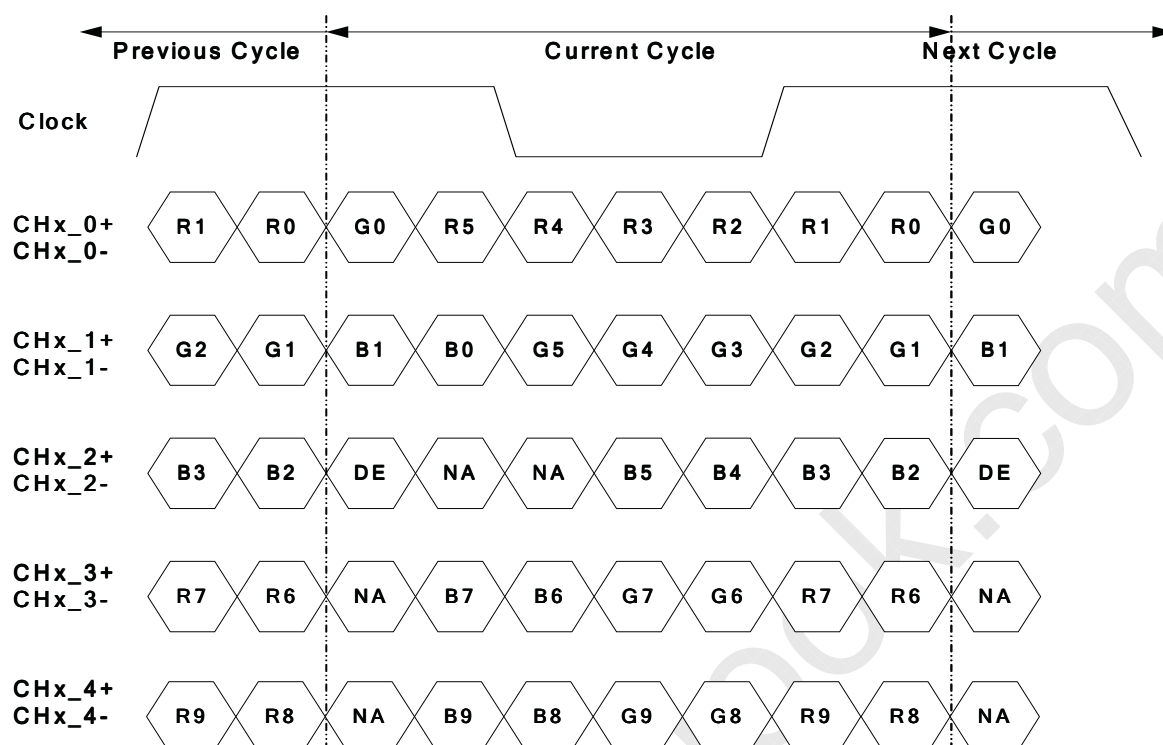 Previous Cycle Current Cycle Next Cycle
Clock
CHx_0+
CHx_0-
R1 R0 G0 R5 R4 R3 R2 R1 R0 G0
CHx_1+
CHx_1-
G2 G1 B1 B0 G5 G4 G3 G2 G1 B1
CHx_2+
CHx_2-
B3 B2 DE NA NA B5 B4 B3 B2 DE
CHx_3+
CHx_3-
R7 R6 NA B7 B6 G7 G6 R7 R6 NA
CHx_4+
CHx_4-
R9 R8 NA B9 B8 G9 G8 R9 R8 NA